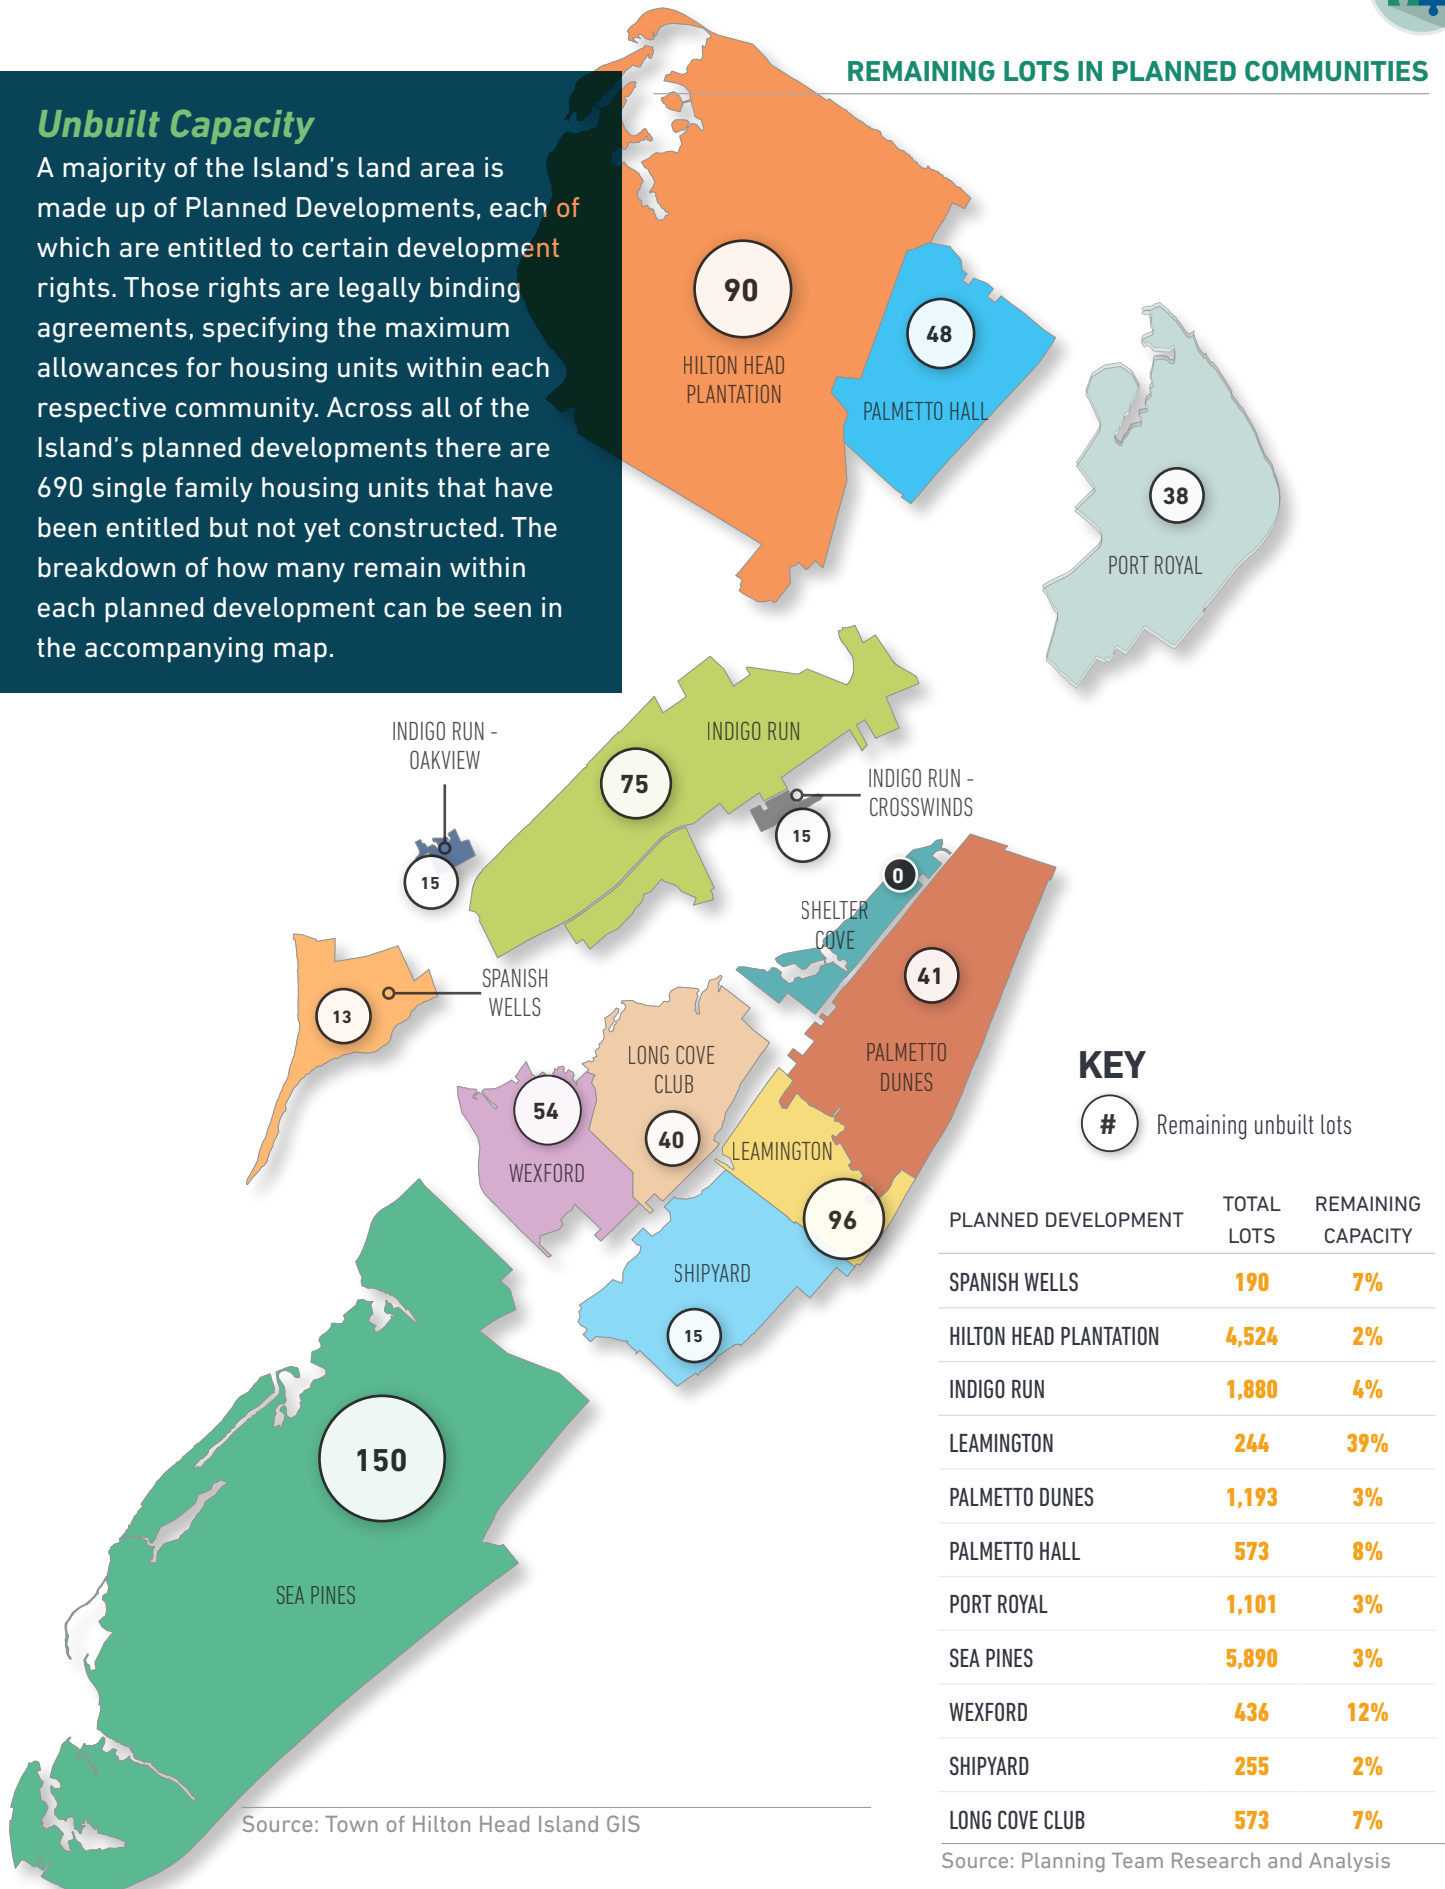 REMAINING LOTS IN PLANNED COMMUNITIES
Unbuilt Capacity
A majority of the Island's land area is
made up of Planned Developments, each of
which are entitled to certain development
rights. Those rights are legally binding
agreements, specifying the maximum
allowances for housing units within each
respective community. Across all of the
Island's planned developments there are
690 single family housing units that have
been entitled but not yet constructed. The
breakdown of how many remain within
each planned development can be seen in
the accompanying map.
90
HILTON HEAD
PLANTATION
48
PALMETTO HALL
38
PORT ROYAL
INDIGO RUN -
OAKVIEW
15
INDIGO RUN
75
INDIGO RUN -
CROSSWINDS
15
0
SHELTER
COVE
41
PALMETTO
DUNES
SPANISH
WELLS
13
LONG COVE
CLUB
40
54
WEXFORD
LEAMINGTON
96
SHIPYARD
15
150
SEA PINES
KEY
# Remaining unbuilt lots
PLANNED DEVELOPMENT TOTAL LOTS REMAINING CAPACITY
SPANISH WELLS 190 7%
HILTON HEAD PLANTATION 4,524 2%
INDIGO RUN 1,880 4%
LEAMINGTON 244 39%
PALMETTO DUNES 1,193 3%
PALMETTO HALL 573 8%
PORT ROYAL 1,101 3%
SEA PINES 5,890 3%
WEXFORD 436 12%
SHIPYARD 255 2%
LONG COVE CLUB 573 7%
Source: Town of Hilton Head Island GIS
Source: Planning Team Research and Analysis